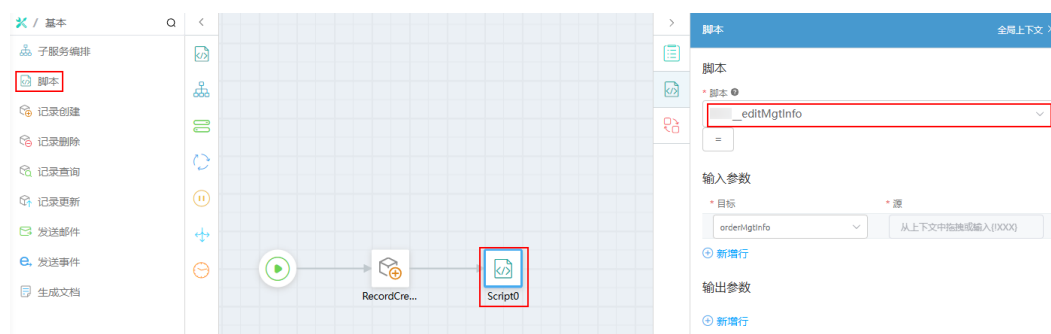 / 基本
子服务编排
脚本
记录创建
记录删除
记录查询
记录更新
发送邮件
发送事件
生成文档
RecordCre...
Script0
脚本
全局上下文
脚本
* 脚本
__editMgtInfo
=
输入参数
* 目标
* 源
orderMgtInfo
从上下文中拖拽或输入{!XXX}
新增行
输出参数
新增行